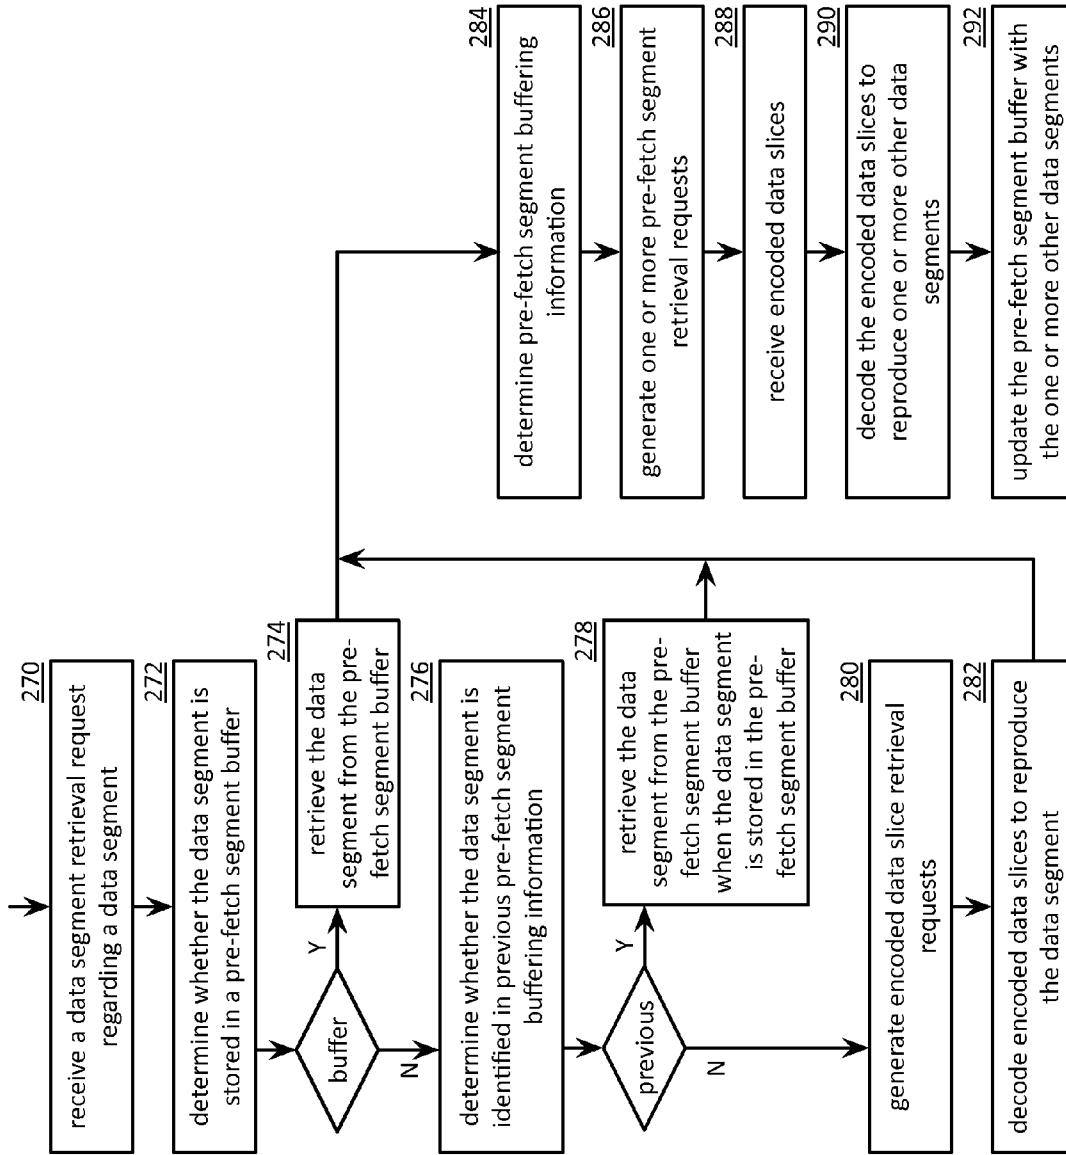 270
receive a data segment retrieval request
regarding a data segment
272
determine whether the data segment is
stored in a pre-fetch segment buffer
buffer
Y
N
274
retrieve the data
segment from the pre-
fetch segment buffer
276
determine whether the data segment is
identified in previous pre-fetch segment
buffering information
previous
Y
N
278
retrieve the data
segment from the pre-
fetch segment buffer
when the data segment
is stored in the pre-
fetch segment buffer
280
generate encoded data slice retrieval
requests
282
decode encoded data slices to reproduce
the data segment
284
determine pre-fetch segment buffering
information
286
generate one or more pre-fetch segment
retrieval requests
288
receive encoded data slices
290
decode the encoded data slices to
reproduce one or more other data
segments
292
update the pre-fetch segment buffer with
the one or more other data segments